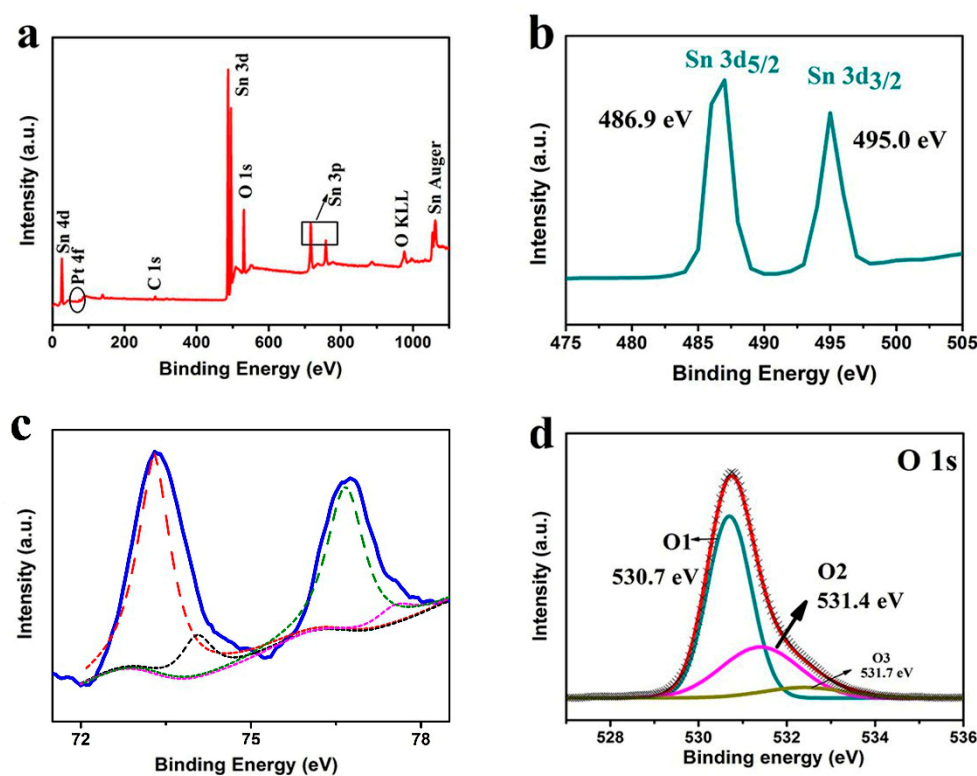 a
Intensity (a.u.)
Sn 4d
Pt 4f
C 1s
Sn 3d
O 1s
Sn 3p
O KLL
Sn Auger
0 200 400 600 800 1000
Binding Energy (eV)
b
Intensity (a.u.)
Sn 3d5/2
Sn 3d3/2
486.9 eV
495.0 eV
475 480 485 490 495 500 505
Binding Energy (eV)
c
Intensity (a.u.)
72 74 76 78
Binding Energy (eV)
d
O 1s
Intensity (a.u.)
O1
530.7 eV
O2
531.4 eV
O3
531.7 eV
528 530 532 534 536
Binding energy (eV)